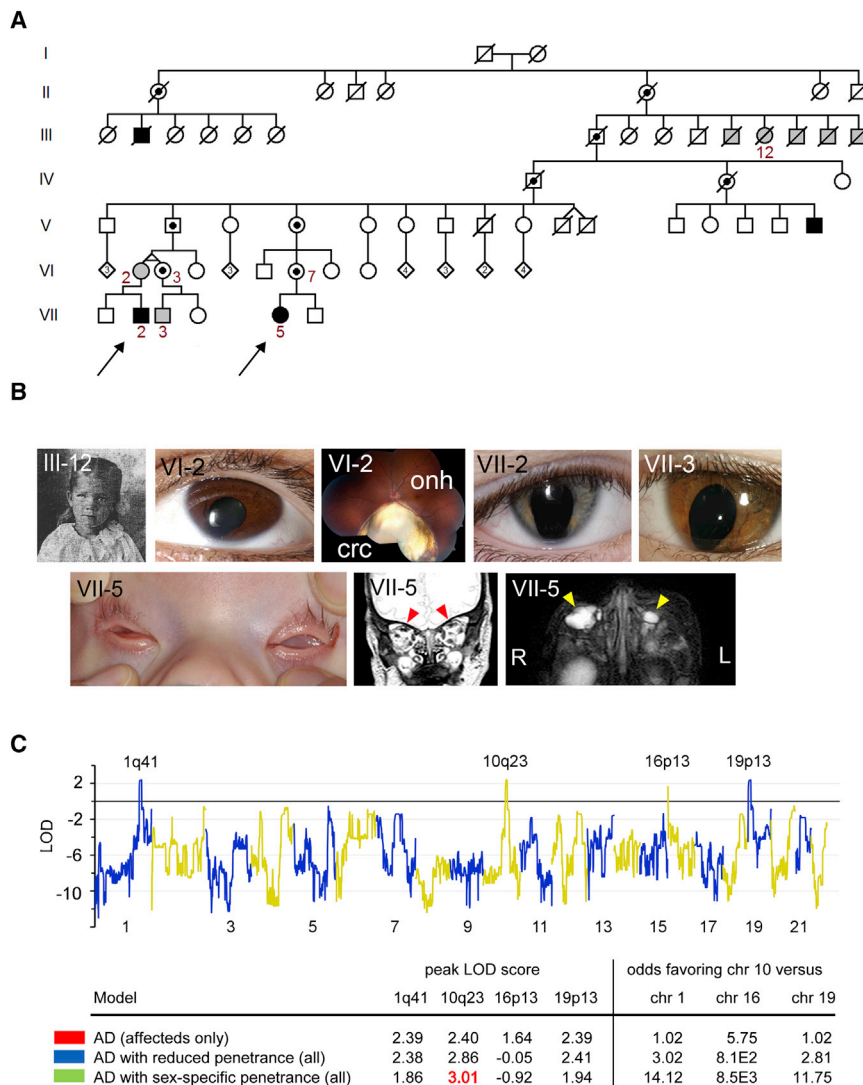 A
I
II
III
12
IV
V
VI
3
2
3
3
7
4
3
2
4
VII
2
3
5
B
III-12
VI-2
VI-2
onh
crc
VII-2
VII-3
VII-5
VII-5
VII-5
R
L
C
1q41
10q23
16p13
19p13
LOD
2
-2
-6
-10
1
3
5
7
9
11
13
15
17
19
21
peak LOD score
odds favoring chr 10 versus
Model
1q41
10q23
16p13
19p13
chr 1
chr 16
chr 19
AD (affecteds only)
2.39
2.40
1.64
2.39
1.02
5.75
1.02
AD with reduced penetrance (all)
2.38
2.86
-0.05
2.41
3.02
8.1E2
2.81
AD with sex-specific penetrance (all)
1.86
3.01
-0.92
1.94
14.12
8.5E3
11.75